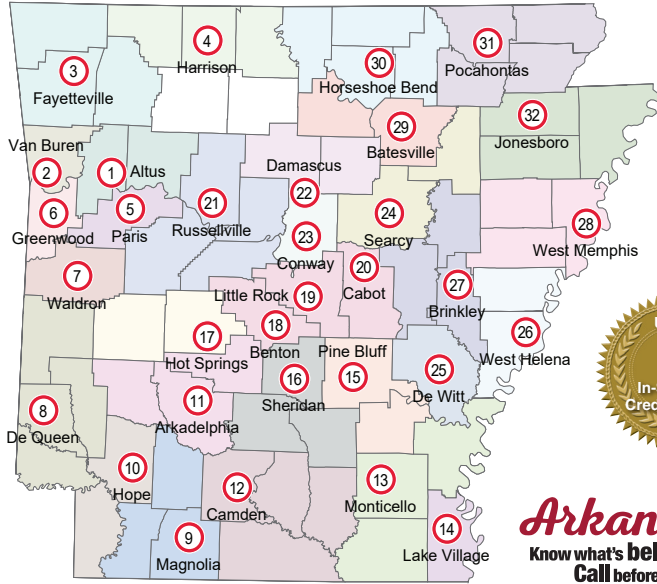 31
4
30
Harrison
Pocahontas
3
Horseshoe Bend
Fayetteville
32
29
Jonesboro
Van Buren
Batesville
Damascus
2
1
Altus
22
21
5
24
6
28
Russellville
Greenwood
Paris
23
Searcy
West Memphis
Conway
20
7
27
Little Rock
19
Cabot
Waldron
Brinkley
18
26
17
Benton
Pine Bluff
West Helena
Hot Springs
16
15
25
Sheridan
De Witt
11
8
Arkadelphia
De Queen
10
13
12
Hope
Monticello
Camden
14
9
Lake Village
Magnolia
In-
Cred
Arkan
Know what's bel
Call before